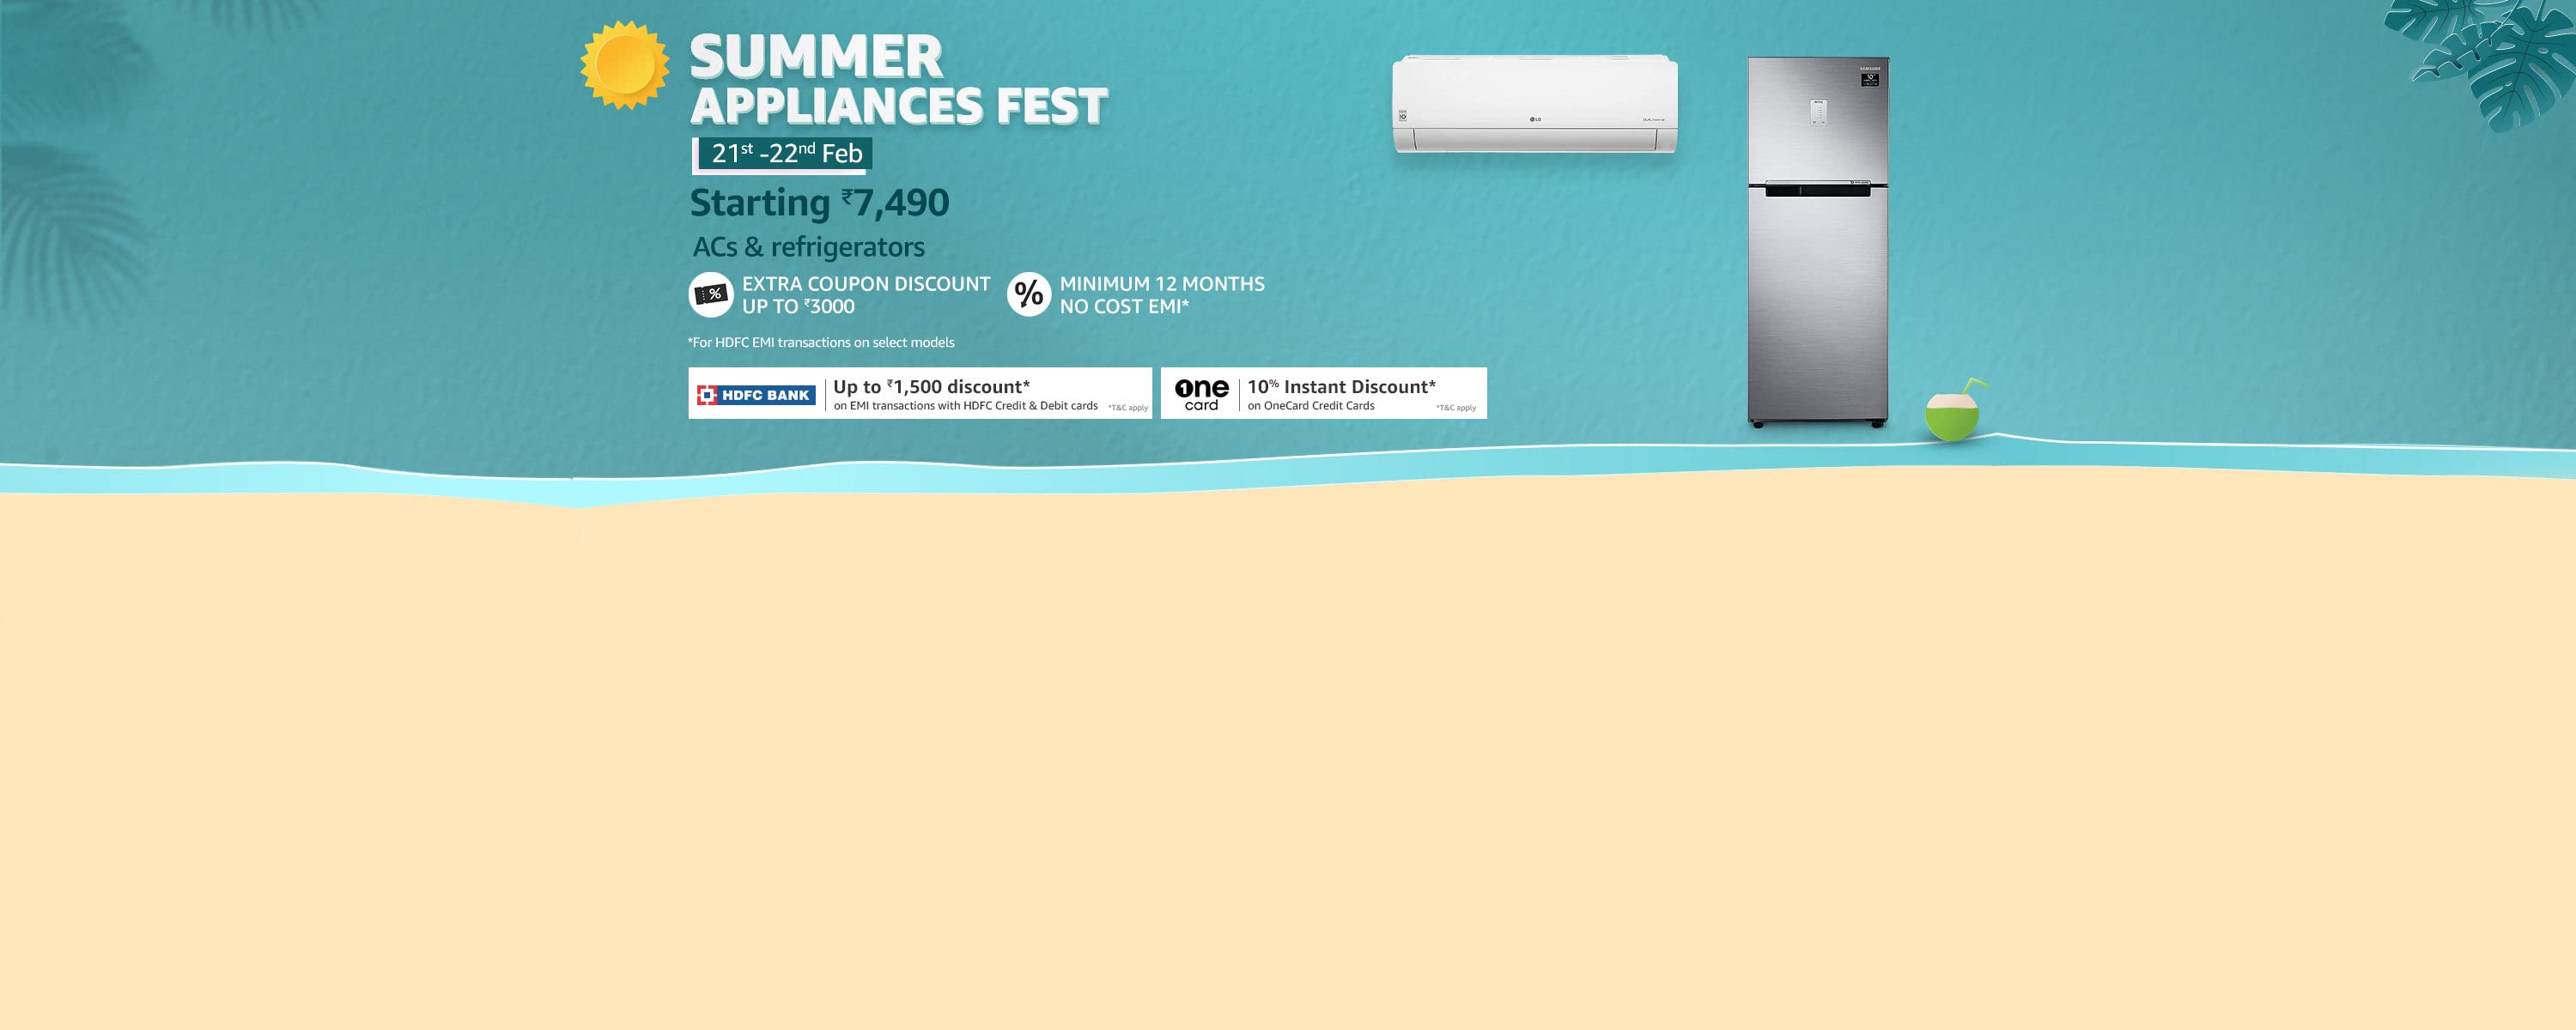 SUMMER
APPLIANCES FEST
21st -22nd Feb
Starting ₹7,490
ACs & refrigerators
EXTRA COUPON DISCOUNT
UP TO ₹3000
MINIMUM 12 MONTHS
NO COST EMI*
*For HDFC EMI transactions on select models
HDFC BANK
Up to ₹1,500 discount*
on EMI transactions with HDFC Credit & Debit cards *T&C apply
one
card
10% Instant Discount*
on OneCard Credit Cards *T&C apply
LG
SAMSUNG